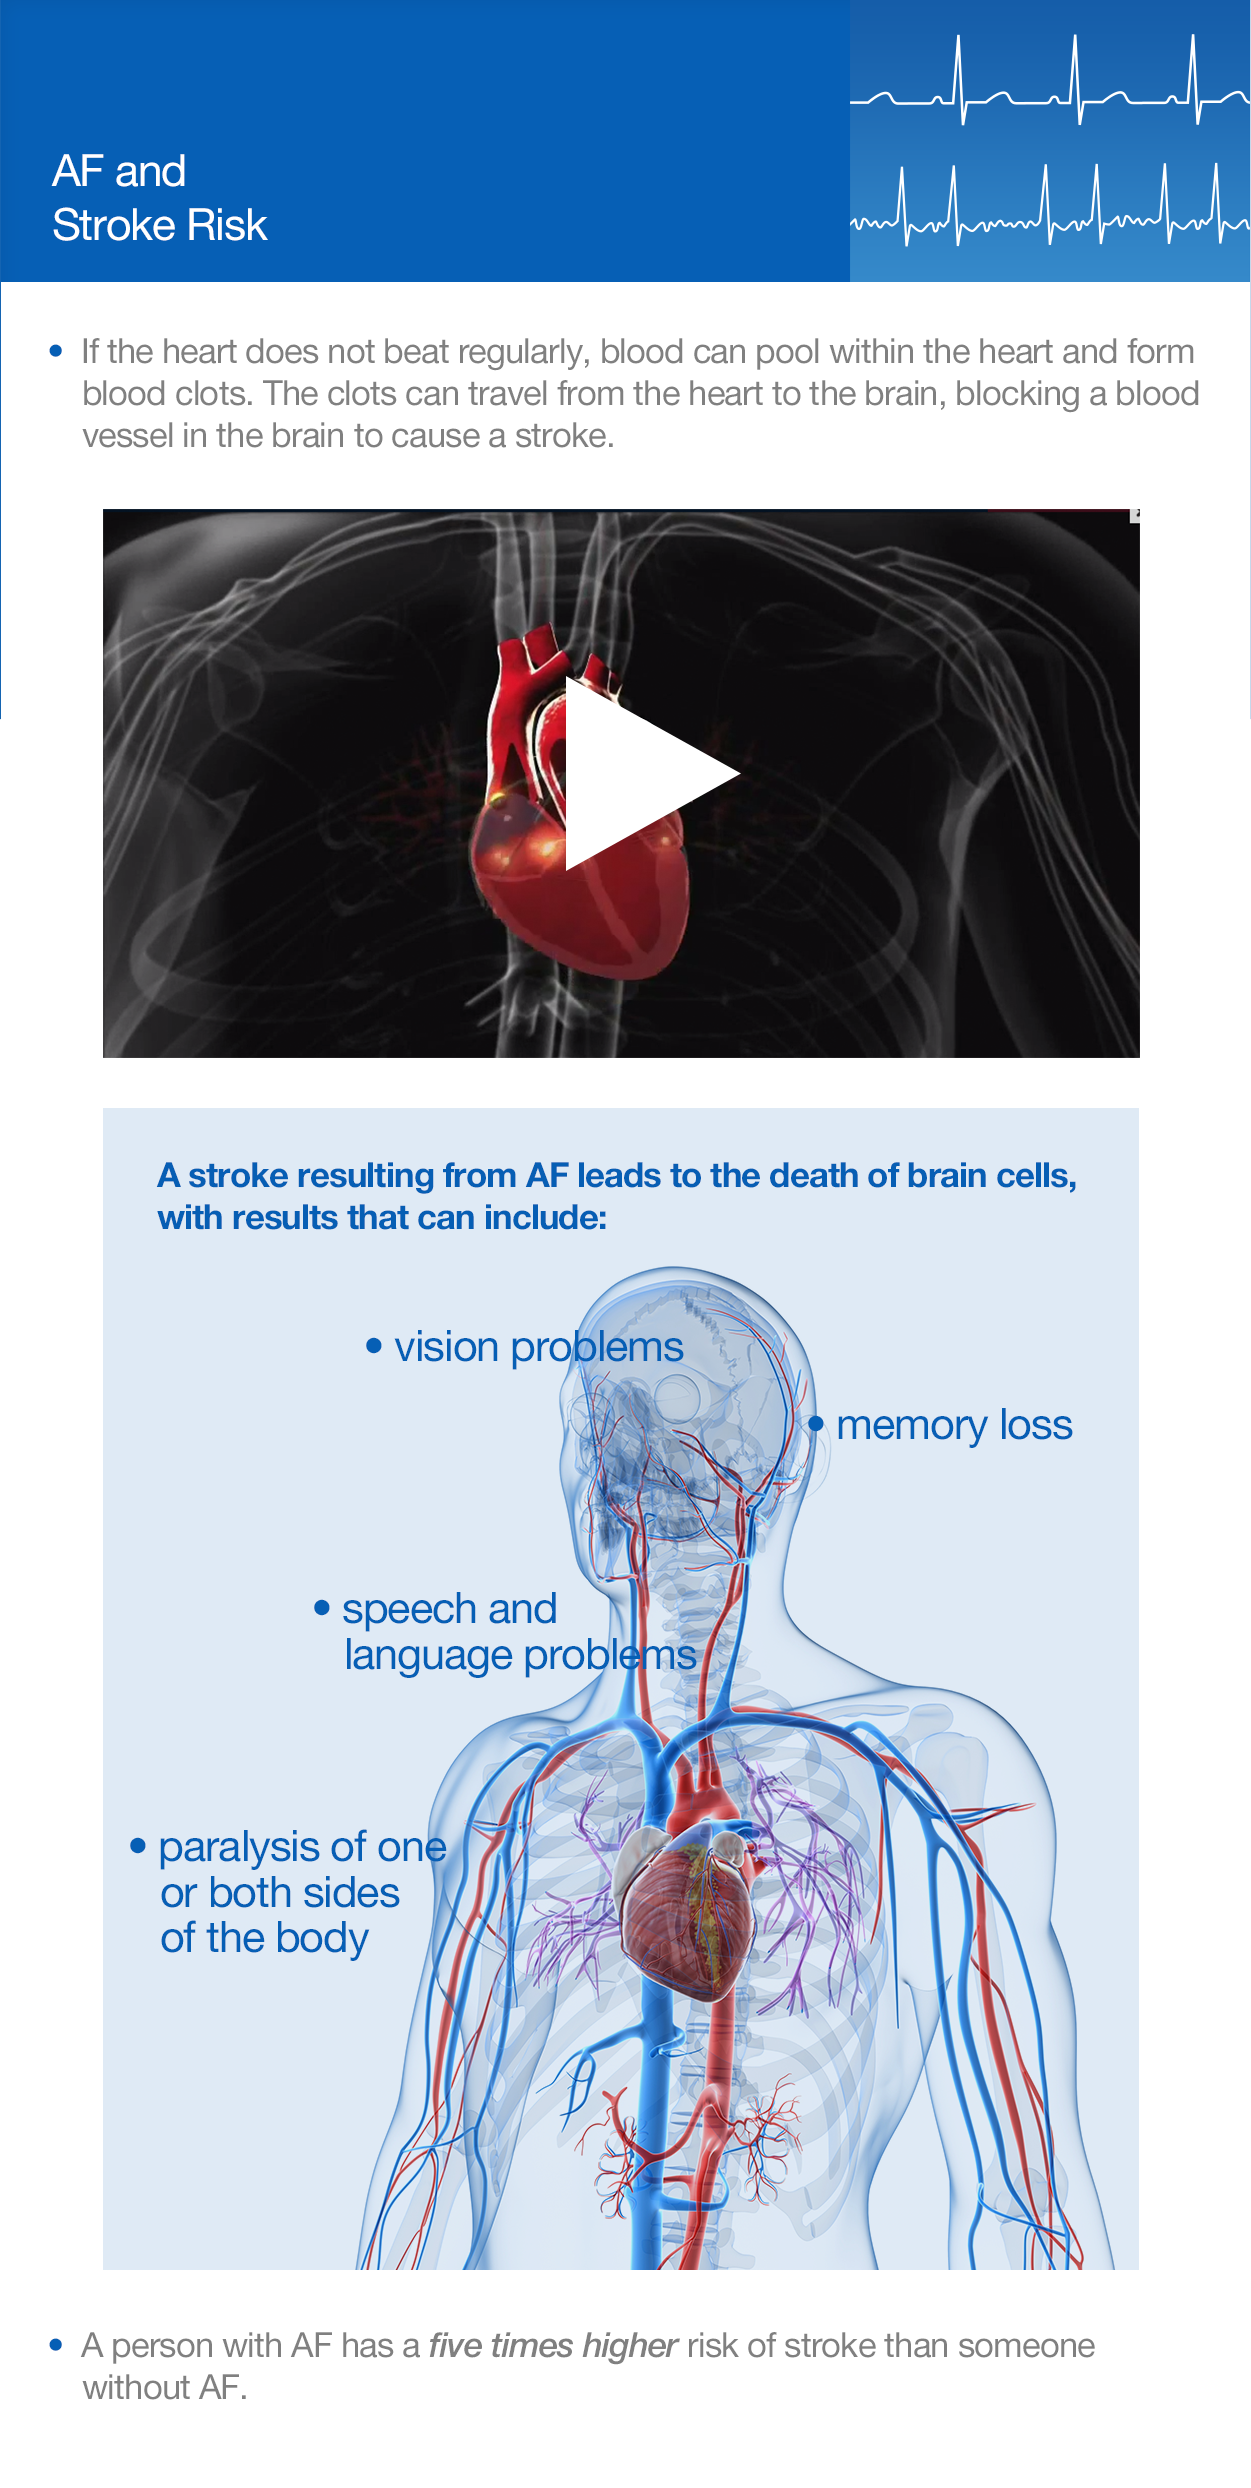 AF and
Stroke Risk
• If the heart does not beat regularly, blood can pool within the heart and form
blood clots. The clots can travel from the heart to the brain, blocking a blood
vessel in the brain to cause a stroke.
A stroke resulting from AF leads to the death of brain cells,
with results that can include:
• vision problems
• memory loss
• speech and
language problems
• paralysis of one
or both sides
of the body
• A person with AF has a five times higher risk of stroke than someone
without AF.